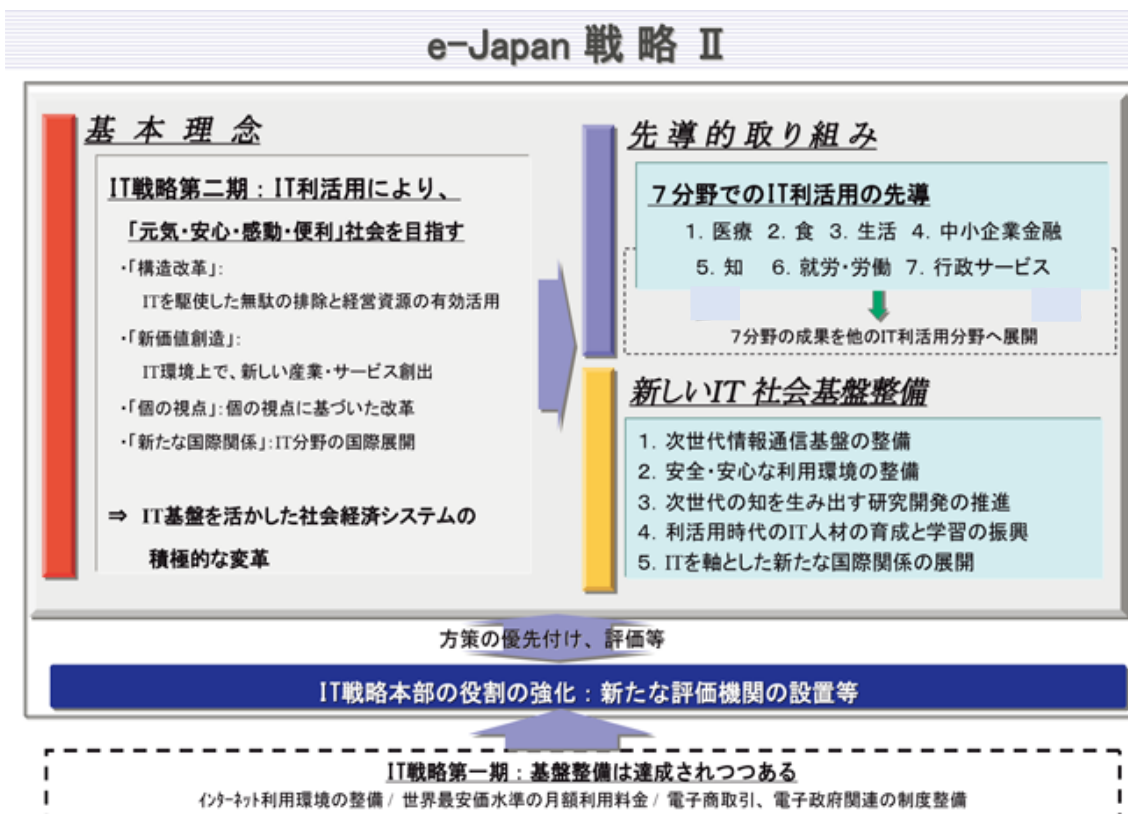 e-Japan 戦略 Ⅱ
基本理念
IT戦略第二期：IT利活用により、
「元気・安心・感動・便利」社会を目指す
・「構造改革」：
ITを駆使した無駄の排除と経営資源の有効活用
・「新価値創造」：
IT環境上で、新しい産業・サービス創出
・「個の視点」：個の視点に基づいた改革
・「新たな国際関係」：IT分野の国際展開
⇒ IT基盤を活かした社会経済システムの
積極的な変革
先導的取り組み
７分野でのIT利活用の先導
1. 医療 2. 食 3. 生活 4. 中小企業金融
5. 知 6. 就労・労働 7. 行政サービス
7分野の成果を他のIT利活用分野へ展開
新しいIT 社会基盤整備
1. 次世代情報通信基盤の整備
2. 安全・安心な利用環境の整備
3. 次世代の知を生み出す研究開発の推進
4. 利活用時代のIT人材の育成と学習の振興
5. ITを軸とした新たな国際関係の展開
方策の優先付け、評価等
IT戦略本部の役割の強化：新たな評価機関の設置等
IT戦略第一期：基盤整備は達成されつつある
インターネット利用環境の整備 / 世界最安価水準の月額利用料金 / 電子商取引、電子政府関連の制度整備